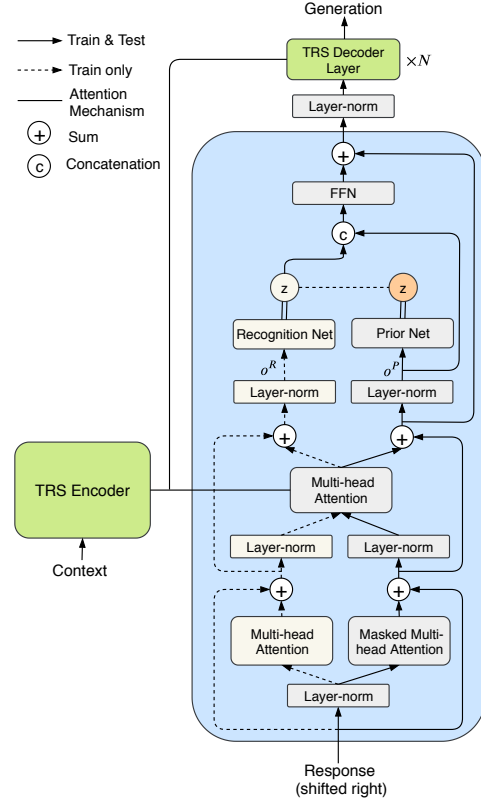 Generation
Train & Test
Train only
Attention
Mechanism
+ Sum
c Concatenation
TRS Decoder
Layer
×N
Layer-norm
+
FFN
c
z
z
Recognition Net
Prior Net
o^R
o^P
Layer-norm
Layer-norm
+
+
TRS Encoder
Multi-head
Attention
Context
Layer-norm
Layer-norm
+
+
Multi-head
Attention
Masked Multi-
head Attention
Layer-norm
Response
(shifted right)